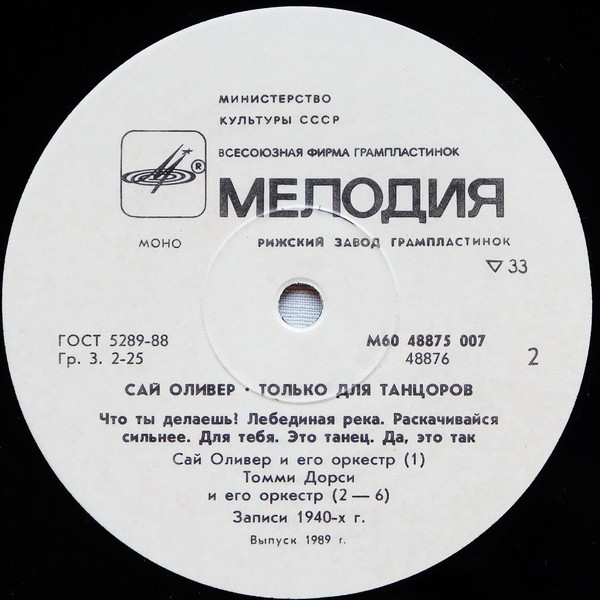 МИНИСТЕРСТВО
КУЛЬТУРЫ СССР
ВСЕСОЮЗНАЯ ФИРМА ГРАМПЛАСТИНОК
®
МЕЛОДИЯ
МОНО
РИЖСКИЙ ЗАВОД ГРАМПЛАСТИНОК
▽ 33
ГОСТ 5289-88
Гр. 3. 2-25
М60 48875 007
48876
2
САЙ ОЛИВЕР • ТОЛЬКО ДЛЯ ТАНЦОРОВ
Что ты делаешь! Лебединая река. Раскачивайся
сильнее. Для тебя. Это танец. Да, это так
Сай Оливер и его оркестр (1)
Томми Дорси
и его оркестр (2 — 6)
Записи 1940-х г.
Выпуск 1989 г.